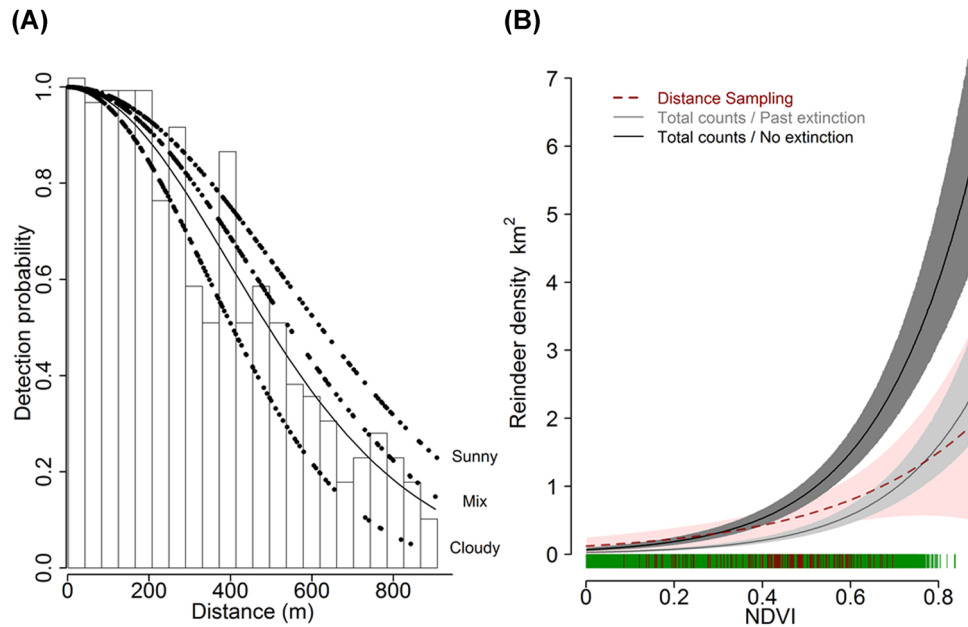 (A)
(B)
Detection probability
0.0 0.2 0.4 0.6 0.8 1.0
0 200 400 600 800
Distance (m)
Sunny
Mix
Cloudy
Reindeer density km²
7
6
5
4
3
2
1
0
Distance Sampling
Total counts / Past extinction
Total counts / No extinction
0 0.2 0.4 0.6 0.8
NDVI